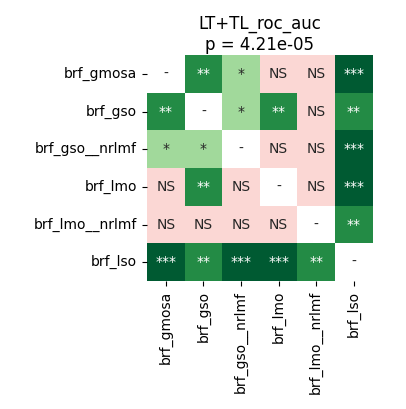 LT+TL_roc_auc
p = 4.21e-05
brf_gmosa - ** * NS NS ***
brf_gso ** - * ** NS **
brf_gso__nrlmf * * - NS NS ***
brf_lmo NS ** NS - NS ***
brf_lmo__nrlmf NS NS NS NS - **
brf_lso *** ** *** *** ** -
brf_gmosa
brf_gso
brf_gso__nrlmf
brf_lmo
brf_lmo__nrlmf
brf_lso